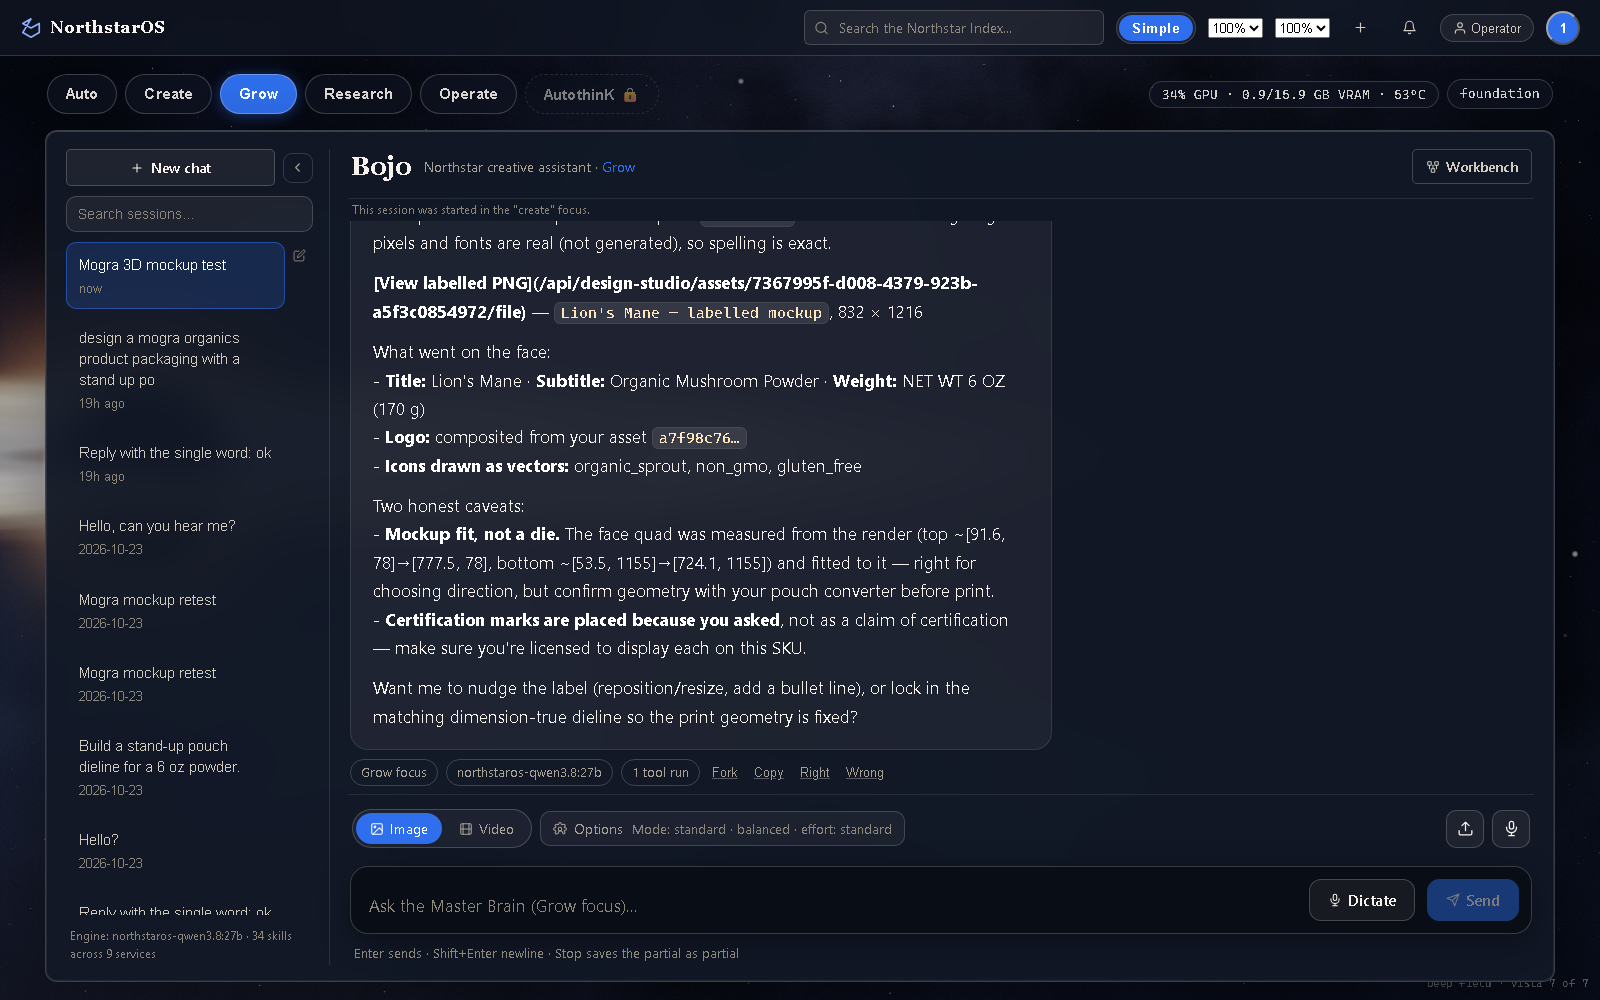 NorthstarOS
Search the Northstar Index...
Simple
100%
100%
+
Operator
1
Auto
Create
Grow
Research
Operate
AutothinK
34% GPU · 0.9/15.9 GB VRAM · 53°C
foundation
+ New chat
Search sessions...
Mogra 3D mockup test
now
design a mogra organics
product packaging with a
stand up po
19h ago
Reply with the single word: ok
19h ago
Hello, can you hear me?
2026-10-23
Mogra mockup retest
2026-10-23
Mogra mockup retest
2026-10-23
Build a stand-up pouch
dieline for a 6 oz powder.
2026-10-23
Hello?
2026-10-23
Reply with the single word: ok
Engine: northstaros-qwen3.8:27b · 34 skills
across 9 services
Bojo
Northstar creative assistant · Grow
Workbench
This session was started in the "create" focus.
pixels and fonts are real (not generated), so spelling is exact.
[View labelled PNG](/api/design-studio/assets/7367995f-d008-4379-923b-
a5f3c0854972/file) — Lion's Mane — labelled mockup, 832 × 1216
What went on the face:
- Title: Lion's Mane · Subtitle: Organic Mushroom Powder · Weight: NET WT 6 OZ
(170 g)
- Logo: composited from your asset a7f98c76…
- Icons drawn as vectors: organic_sprout, non_gmo, gluten_free
Two honest caveats:
- Mockup fit, not a die. The face quad was measured from the render (top ~[91.6,
78]→[777.5, 78], bottom ~[53.5, 1155]→[724.1, 1155]) and fitted to it — right for
choosing direction, but confirm geometry with your pouch converter before print.
- Certification marks are placed because you asked, not as a claim of certification
— make sure you're licensed to display each on this SKU.
Want me to nudge the label (reposition/resize, add a bullet line), or lock in the
matching dimension-true dieline so the print geometry is fixed?
Grow focus
northstaros-qwen3.8:27b
1 tool run
Fork
Copy
Right
Wrong
Image
Video
Options
Mode: standard · balanced · effort: standard
Ask the Master Brain (Grow focus)...
Dictate
Send
Enter sends · Shift+Enter newline · Stop saves the partial as partial
Deep Field · Vista 7 of 7